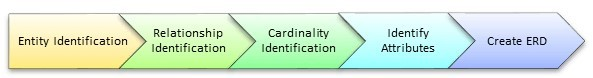 Entity Identification
Relationship
Identification
Cardinality
Identification
Identify
Attributes
Create ERD